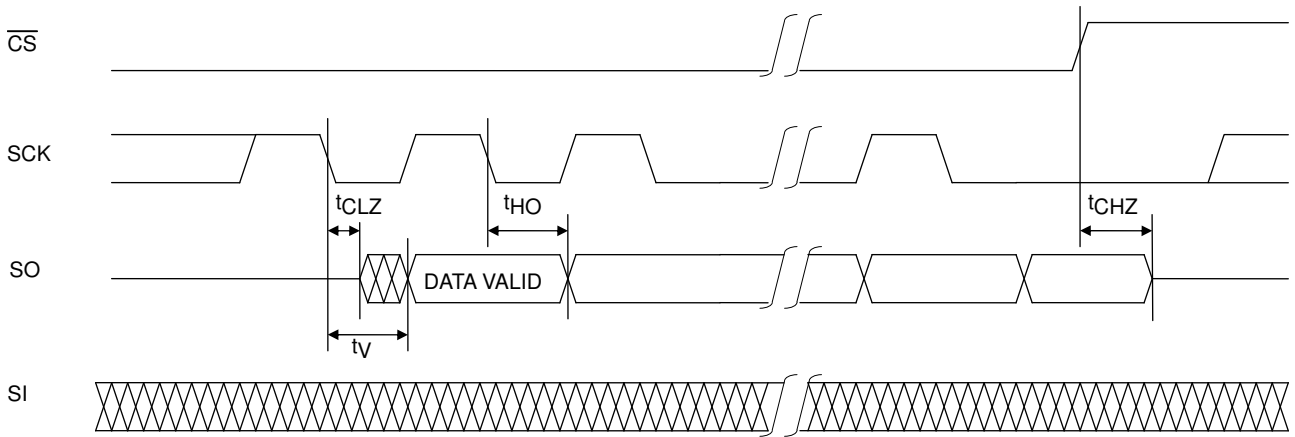 CS
SCK
tCLZ
tHO
tCHZ
SO
DATA VALID
tV
SI